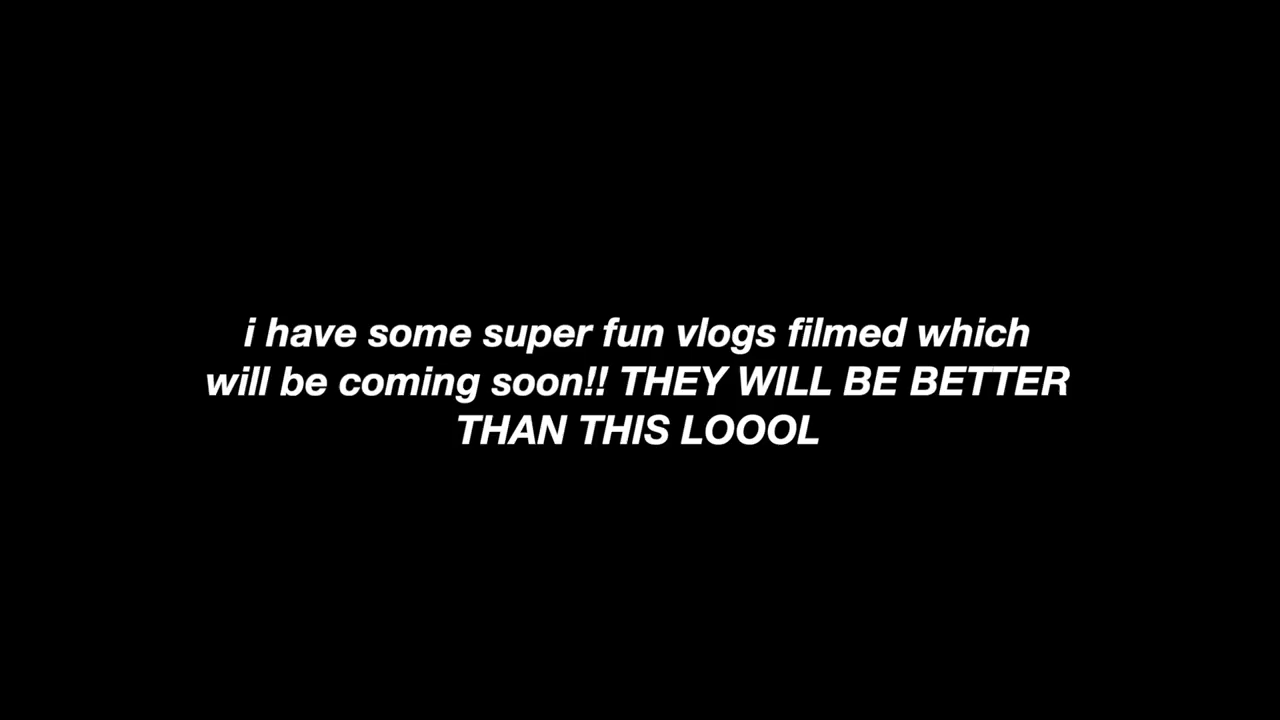 i have some super fun vlogs filmed which
will be coming soon!! THEY WILL BE BETTER
THAN THIS LOOOL